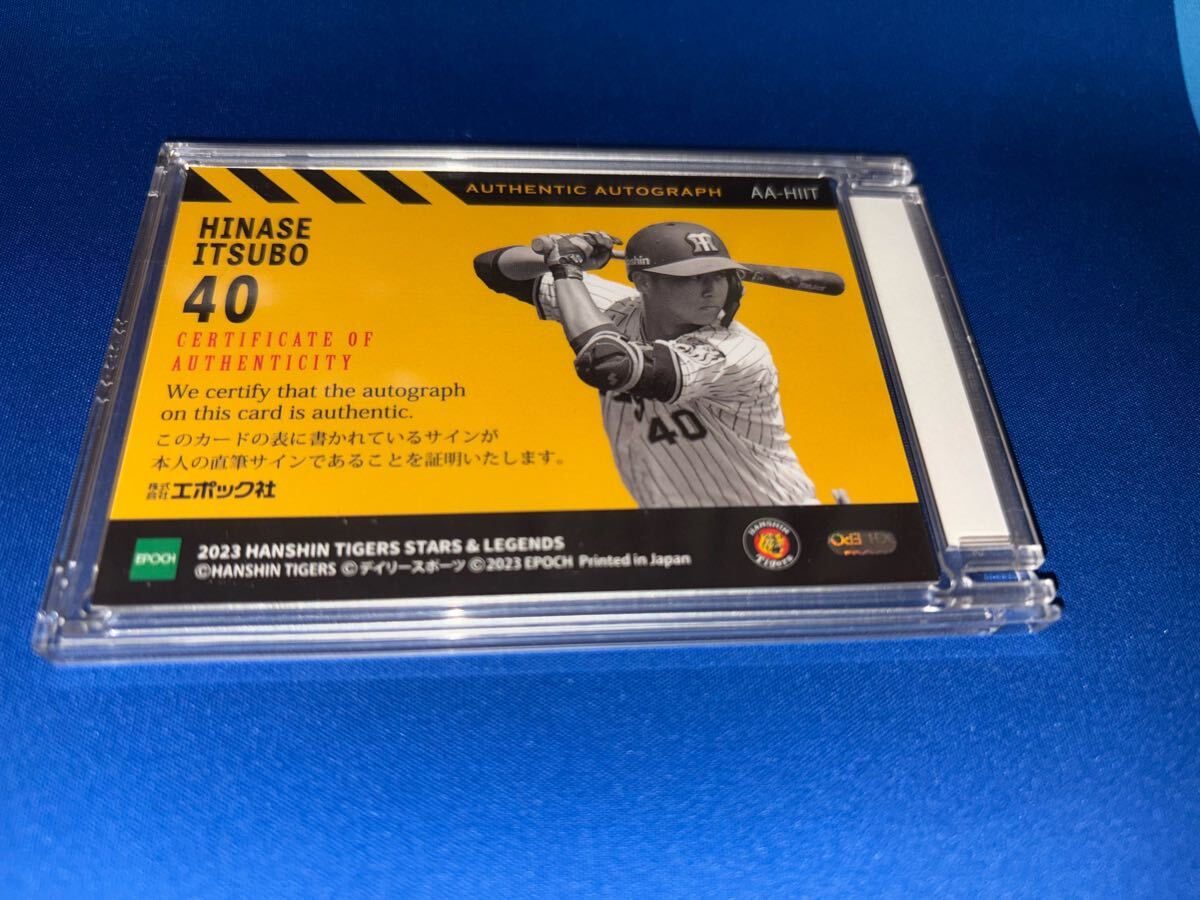 AUTHENTIC AUTOGRAPH
AA-HIIT
HINASE
ITSUBO
40
CERTIFICATE OF
AUTHENTICITY
We certify that the autograph
on this card is authentic.
このカードの表に書かれているサインが
本人の直筆サインであることを証明いたします。
株式会社エポック社
40
EPOCH
2023 HANSHIN TIGERS STARS & LEGENDS
©HANSHIN TIGERS ©デイリースポーツ ©2023 EPOCH Printed in Japan
HANSHIN
Tigers